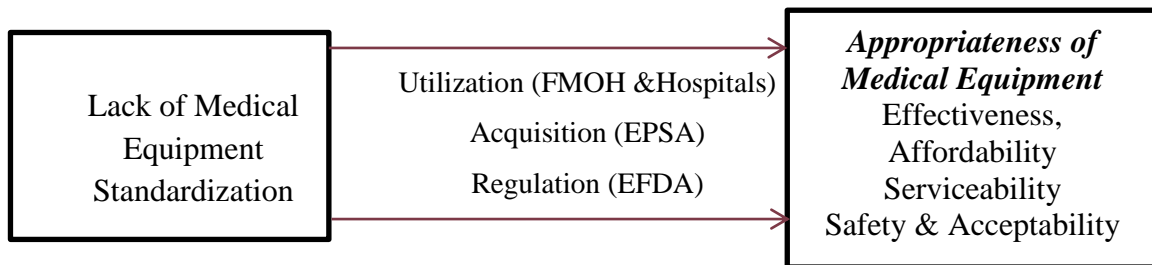 Lack of Medical
Equipment
Standardization
Utilization (FMOH &Hospitals)
Acquisition (EPSA)
Regulation (EFDA)
Appropriateness of
Medical Equipment
Effectiveness,
Affordability
Serviceability
Safety & Acceptability